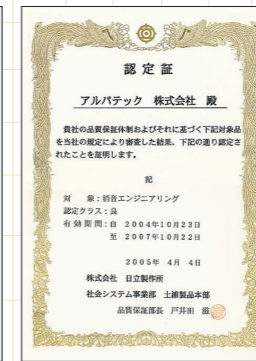 認定証
アルパテック 株式会社 殿
貴社の品質保証体制およびそれに基づく下記対象品
を当社の規定により審査した結果、下記の通り認定さ
れたことを証明します。
記
対 象：消音エンジニアリング
認定クラス：良
有効期間：自 2004年10月23日
至 2007年10月22日
2005年 4月 4日
株式会社 日立製作所
社会システム事業部 土浦製品本部
品質保証部長 戸井田 滋